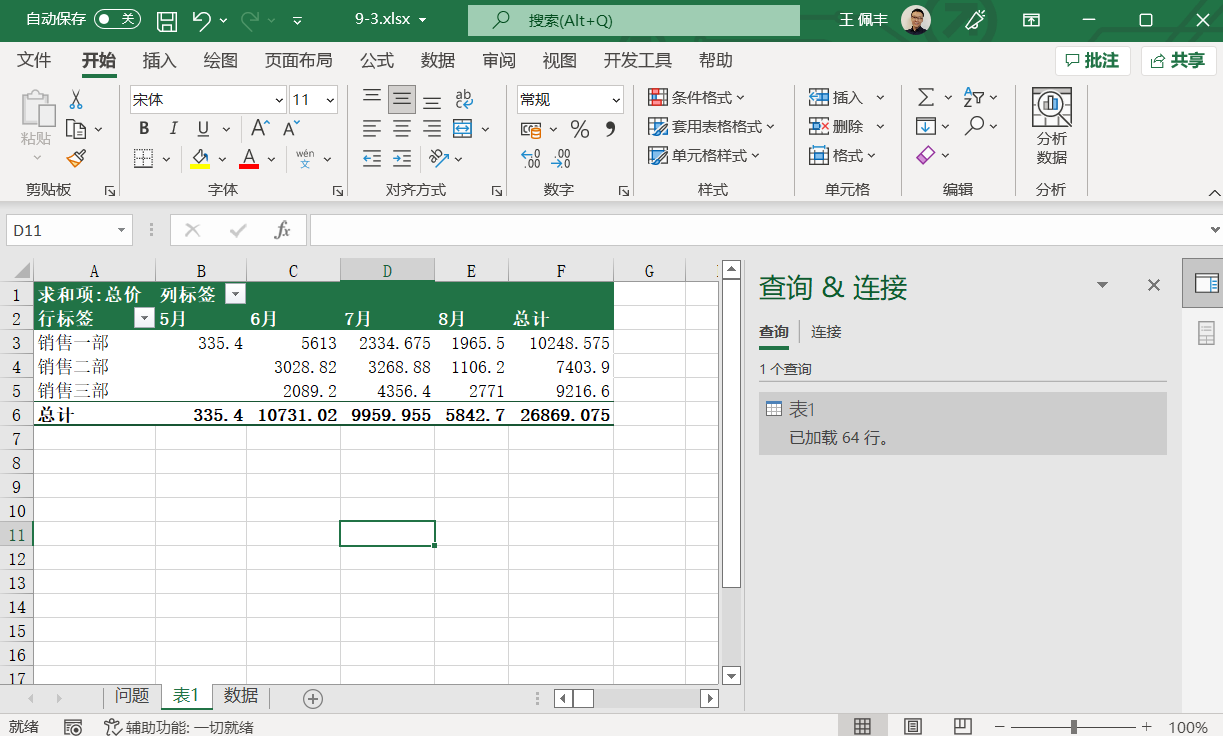 自动保存 关 9-3.xlsx 搜索(Alt+Q) 王 佩丰
文件 开始 插入 绘图 页面布局 公式 数据 审阅 视图 开发工具 帮助 批注 共享
宋体 11 常规 条件格式 插入
粘贴 B I U A A % 套用表格格式 删除 分析
wén 文 A 单元格样式 格式 数据
剪贴板 字体 对齐方式 数字 样式 单元格 编辑 分析
D11 fx
A B C D E F G
1 求和项:总价 列标签
2 行标签 5月 6月 7月 8月 总计
3 销售一部 335.4 5613 2334.675 1965.5 10248.575
4 销售二部 3028.82 3268.88 1106.2 7403.9
5 销售三部 2089.2 4356.4 2771 9216.6
6 总计 335.4 10731.02 9959.955 5842.7 26869.075
7
8
9
10
11
12
13
14
15
16
17
查询 & 连接
查询 连接
1 个查询
表1
已加载 64 行。
问题 表1 数据
就绪 辅助功能: 一切就绪 100%